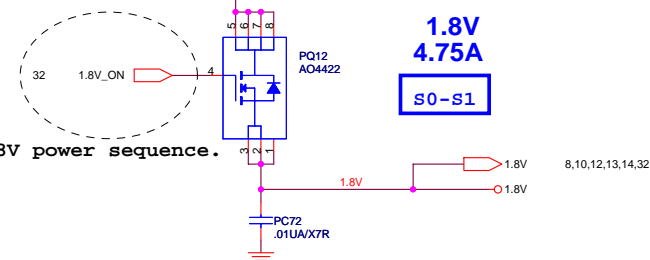 5 6 7 8
1.8V
4.75A
PQ12
AO4422
32 1.8V_ON 4
S0-S1
3 2 1
8V power sequence.
1.8V 1.8V 8,10,12,13,14,32
1.8V
PC72
.01UA/X7R